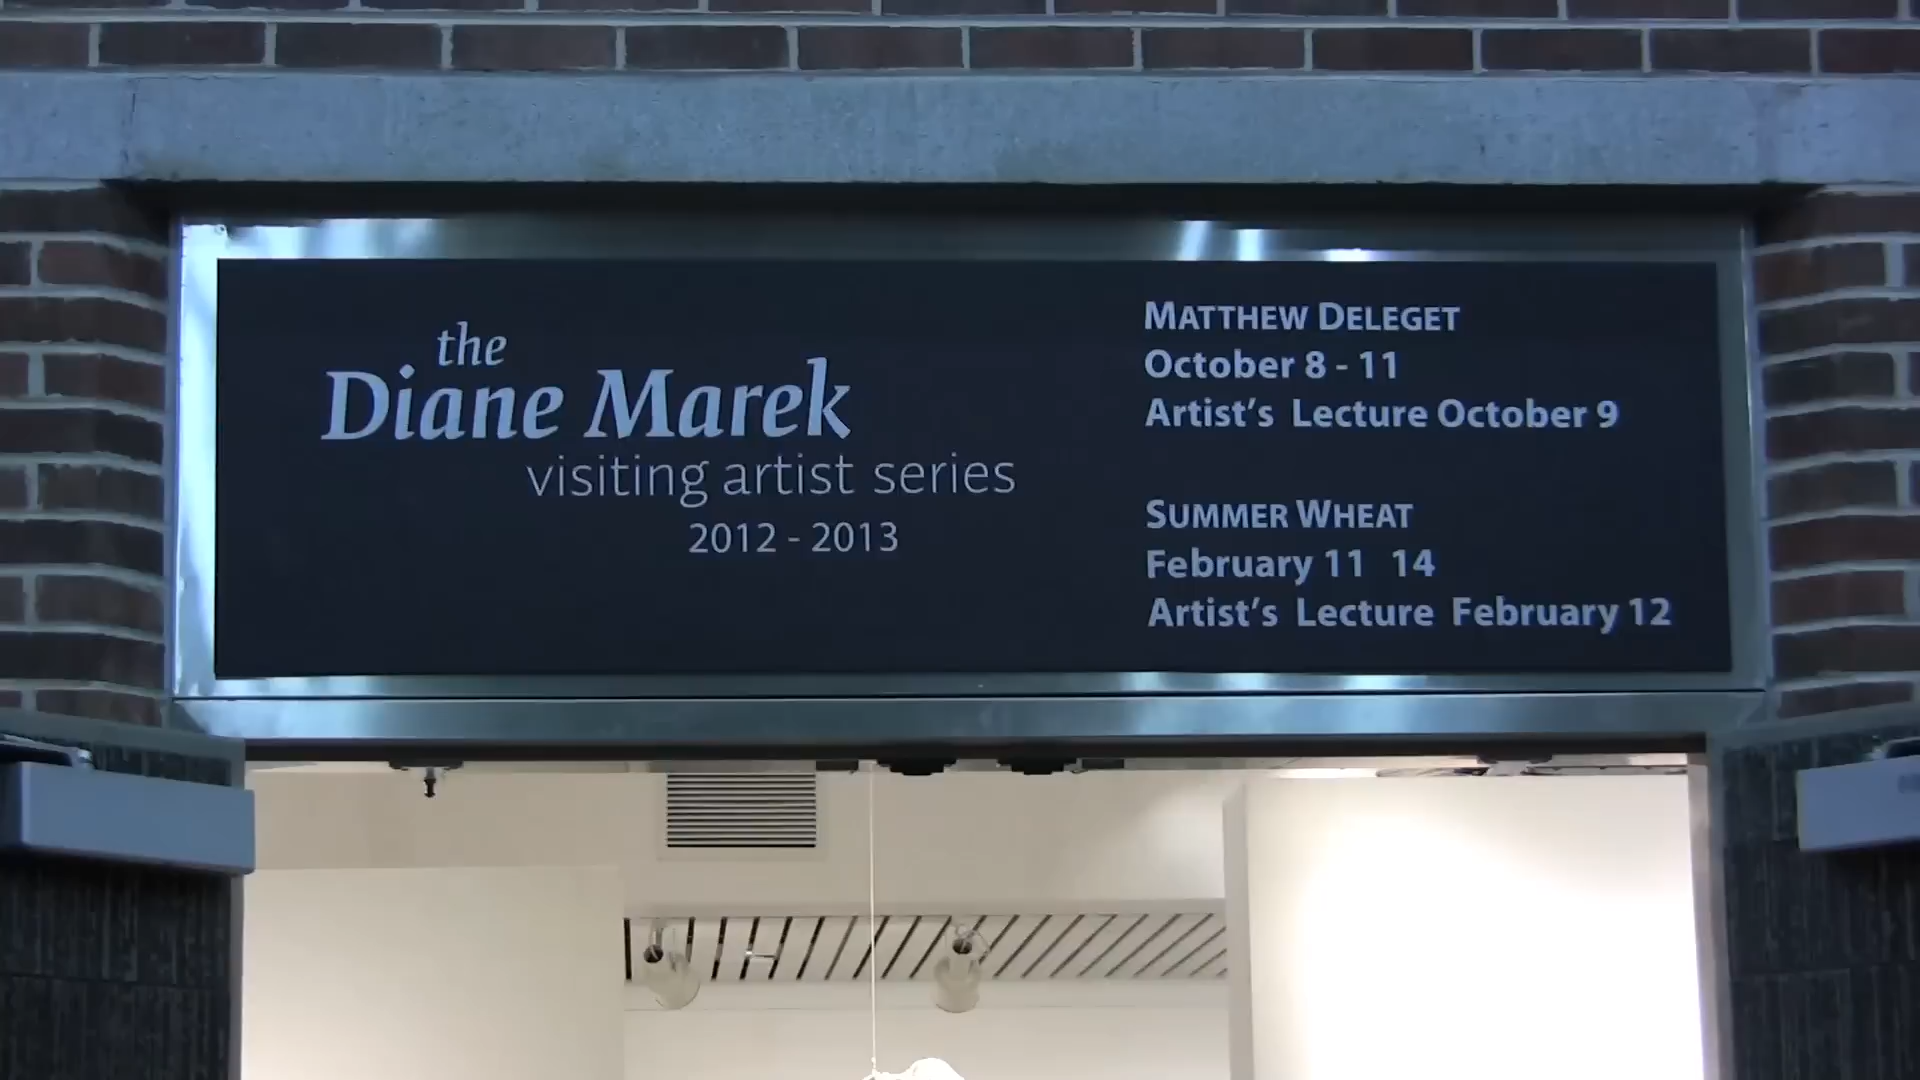 the
Diane Marek
visiting artist series
2012 - 2013
MATTHEW DELEGET
October 8 - 11
Artist's Lecture October 9
SUMMER WHEAT
February 11 14
Artist's Lecture February 12